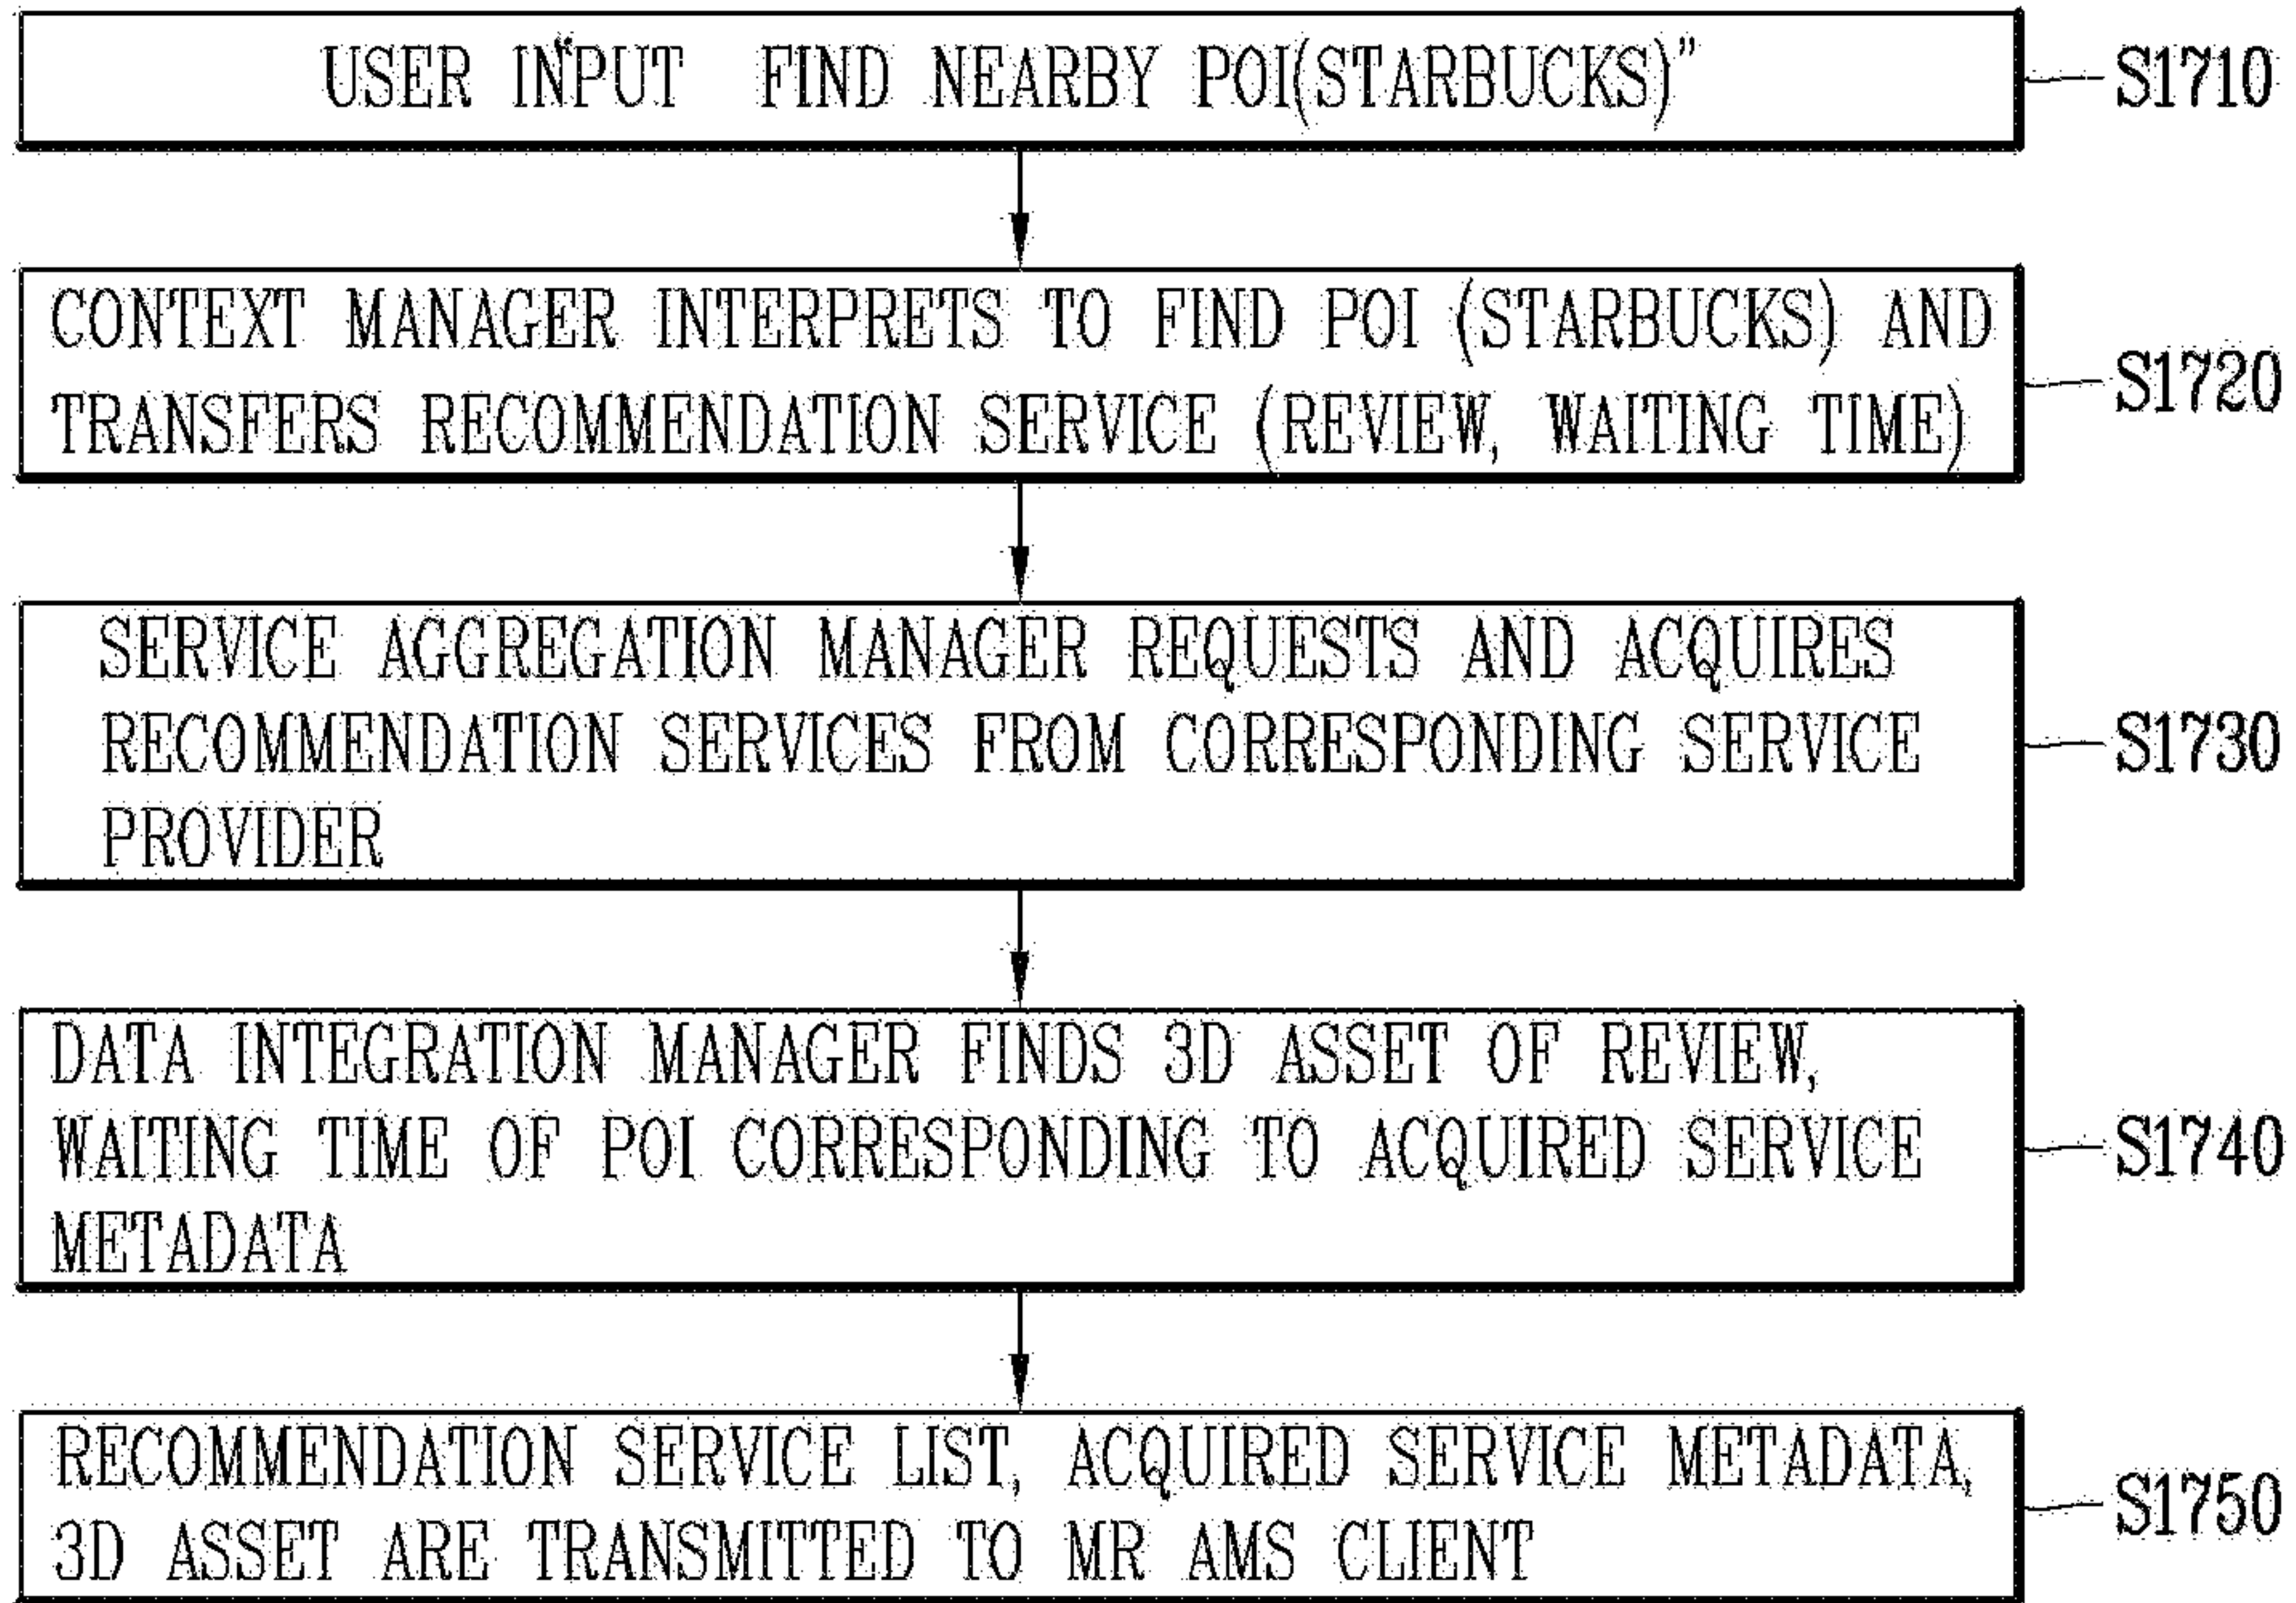 USER INPUT “FIND NEARBY POI(STARBUCKS)”
S1710
CONTEXT MANAGER INTERPRETS TO FIND POI (STARBUCKS) AND
TRANSFERS RECOMMENDATION SERVICE (REVIEW, WAITING TIME)
S1720
SERVICE AGGREGATION MANAGER REQUESTS AND ACQUIRES
RECOMMENDATION SERVICES FROM CORRESPONDING SERVICE
PROVIDER
S1730
DATA INTEGRATION MANAGER FINDS 3D ASSET OF REVIEW,
WAITING TIME OF POI CORRESPONDING TO ACQUIRED SERVICE
METADATA
S1740
RECOMMENDATION SERVICE LIST, ACQUIRED SERVICE METADATA,
3D ASSET ARE TRANSMITTED TO MR AMS CLIENT
S1750